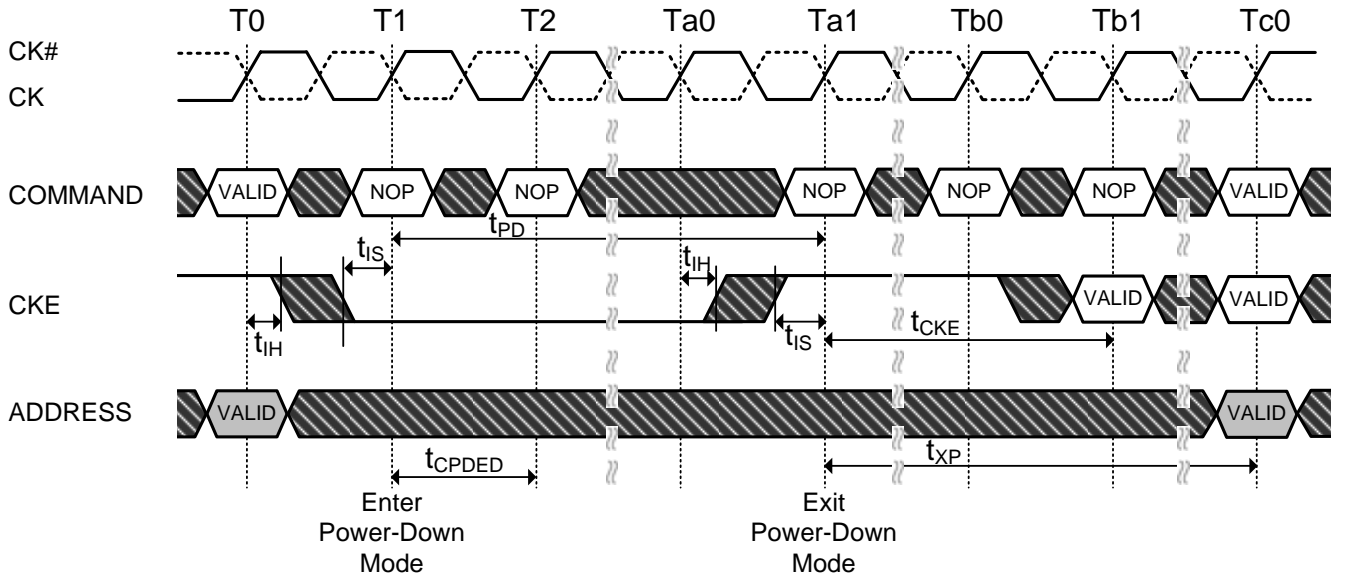 T0 T1 T2 Ta0 Ta1 Tb0 Tb1 Tc0
CK#
CK
COMMAND VALID NOP NOP NOP NOP NOP VALID
tPD
tIS tIH
CKE VALID VALID
tIH tIS tCKE
ADDRESS VALID VALID
tCPDED tXP
Enter
Power-Down
Mode
Exit
Power-Down
Mode